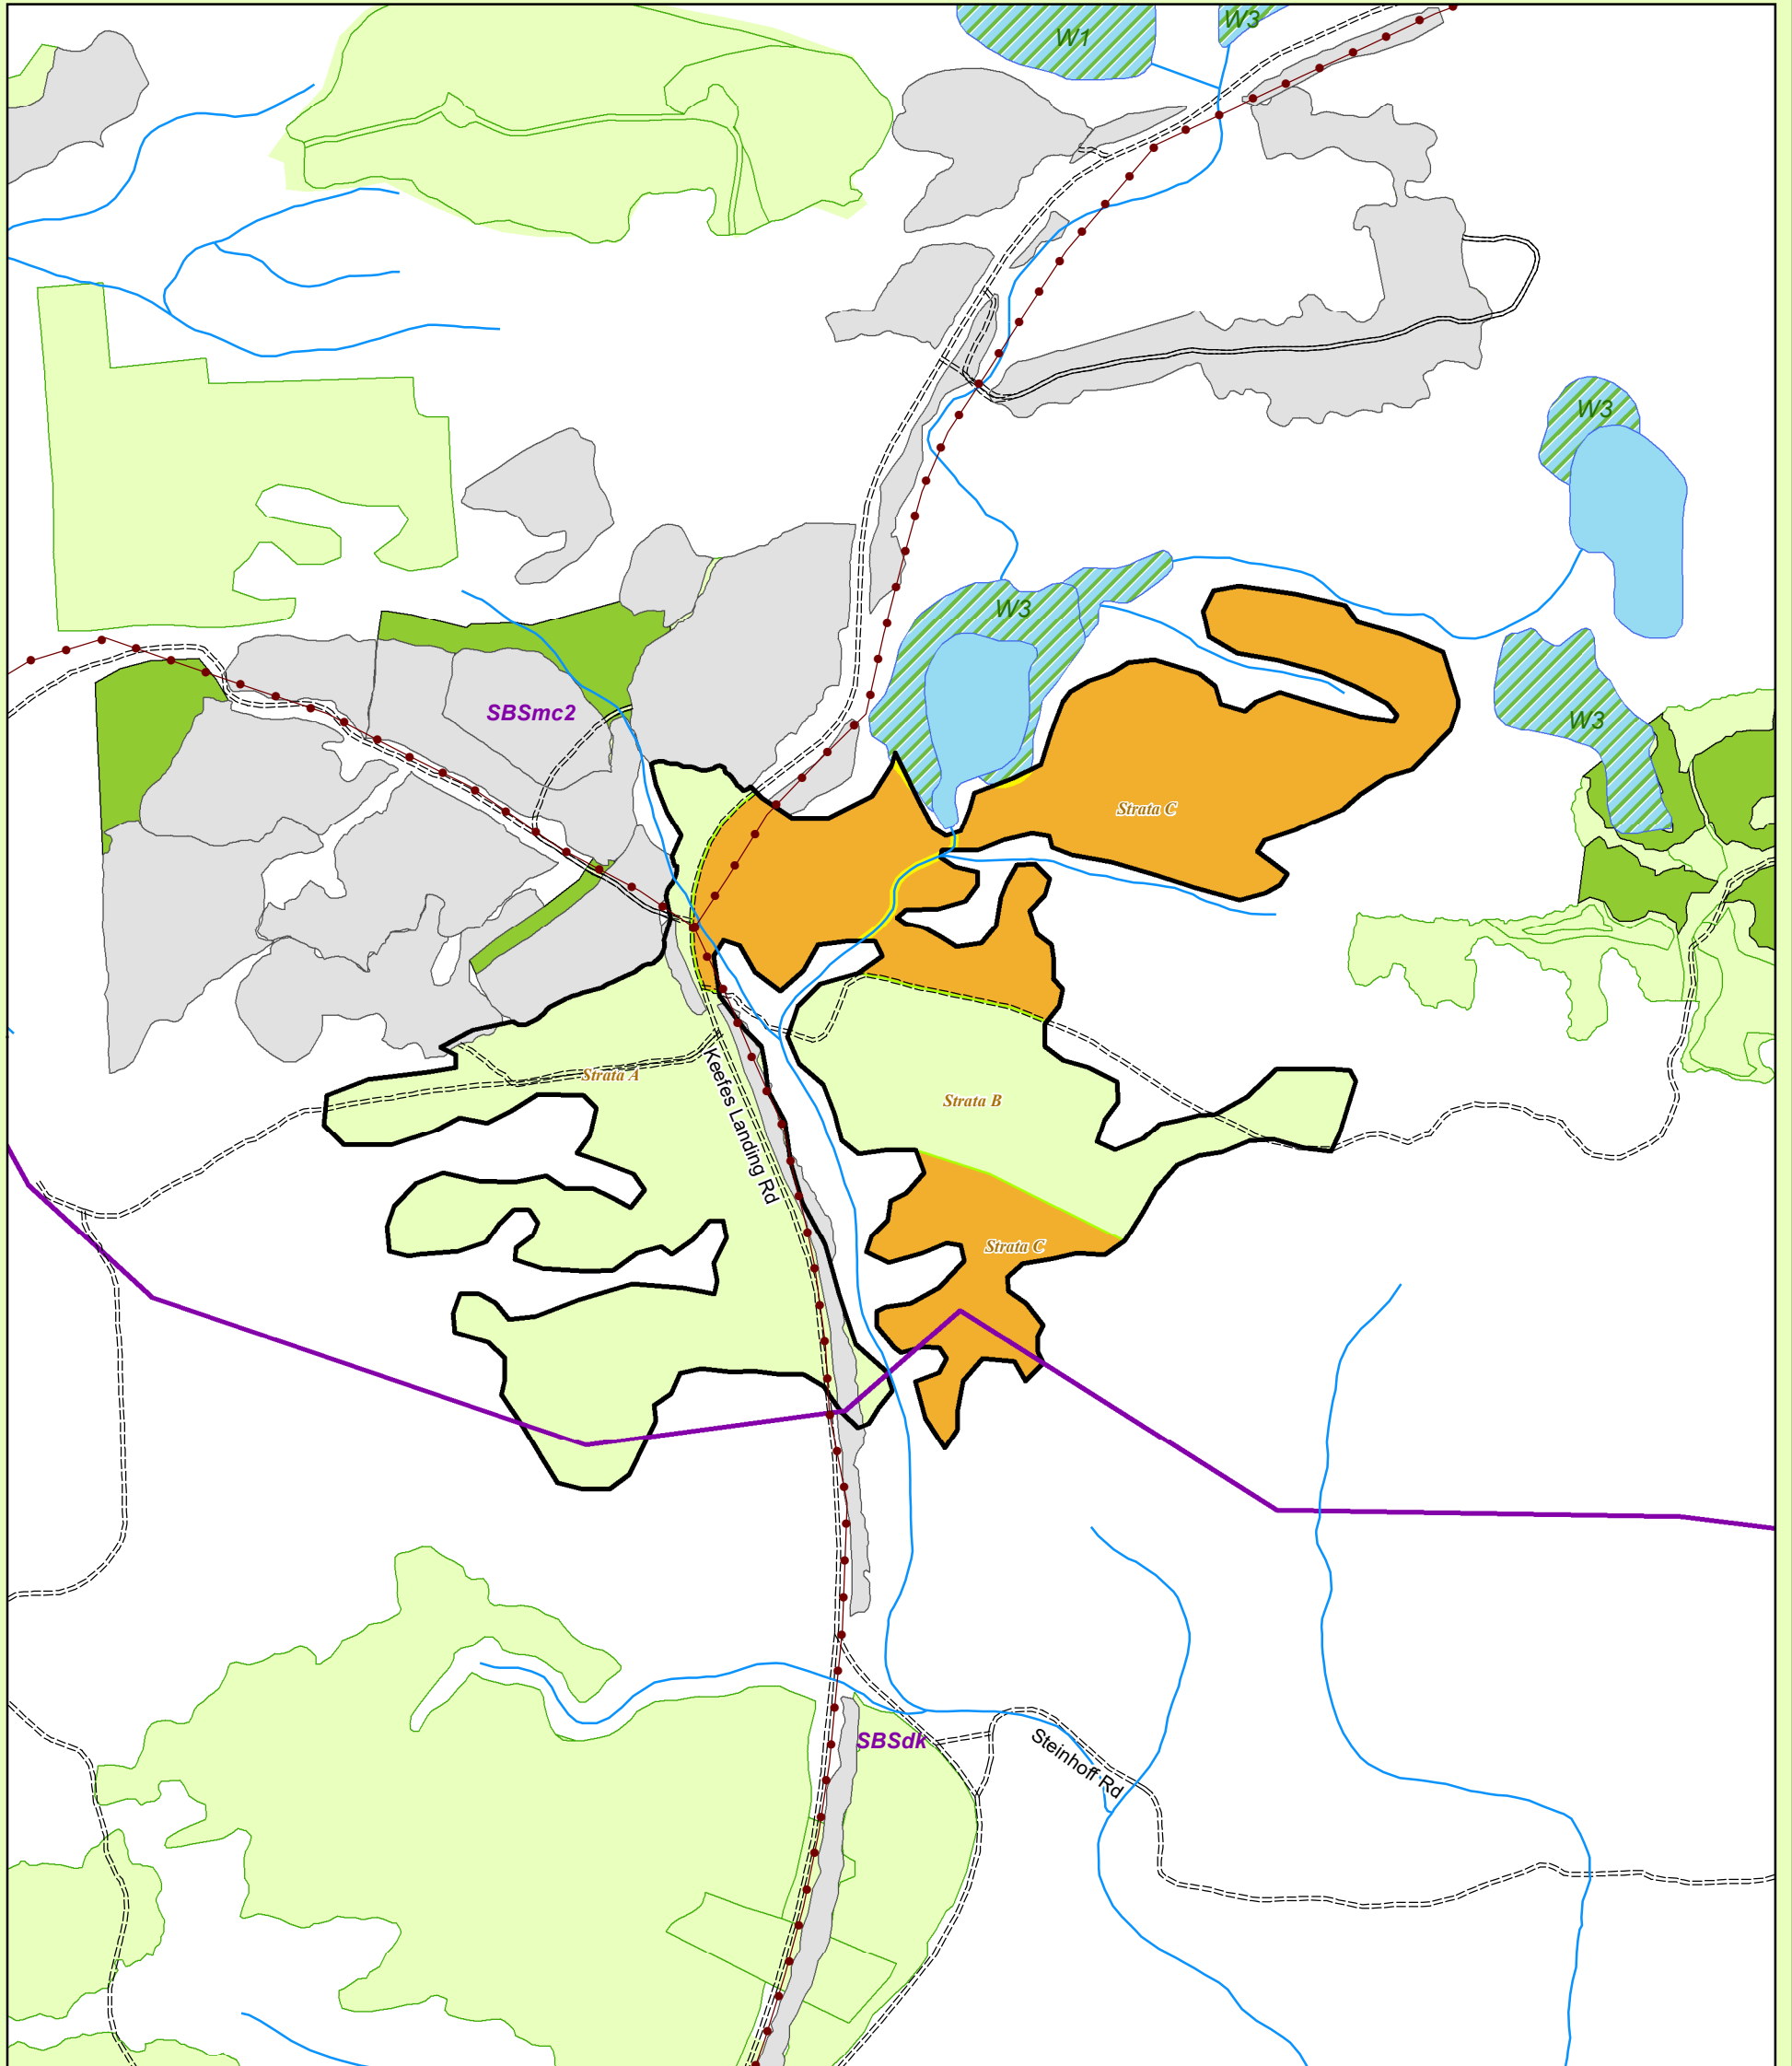 W3
W1
W3
W3
SBSmc2
W3
Strata C
Strata A
Keefes Landing Rd
Strata B
Strata C
SBSdk
Steinhoff Rd